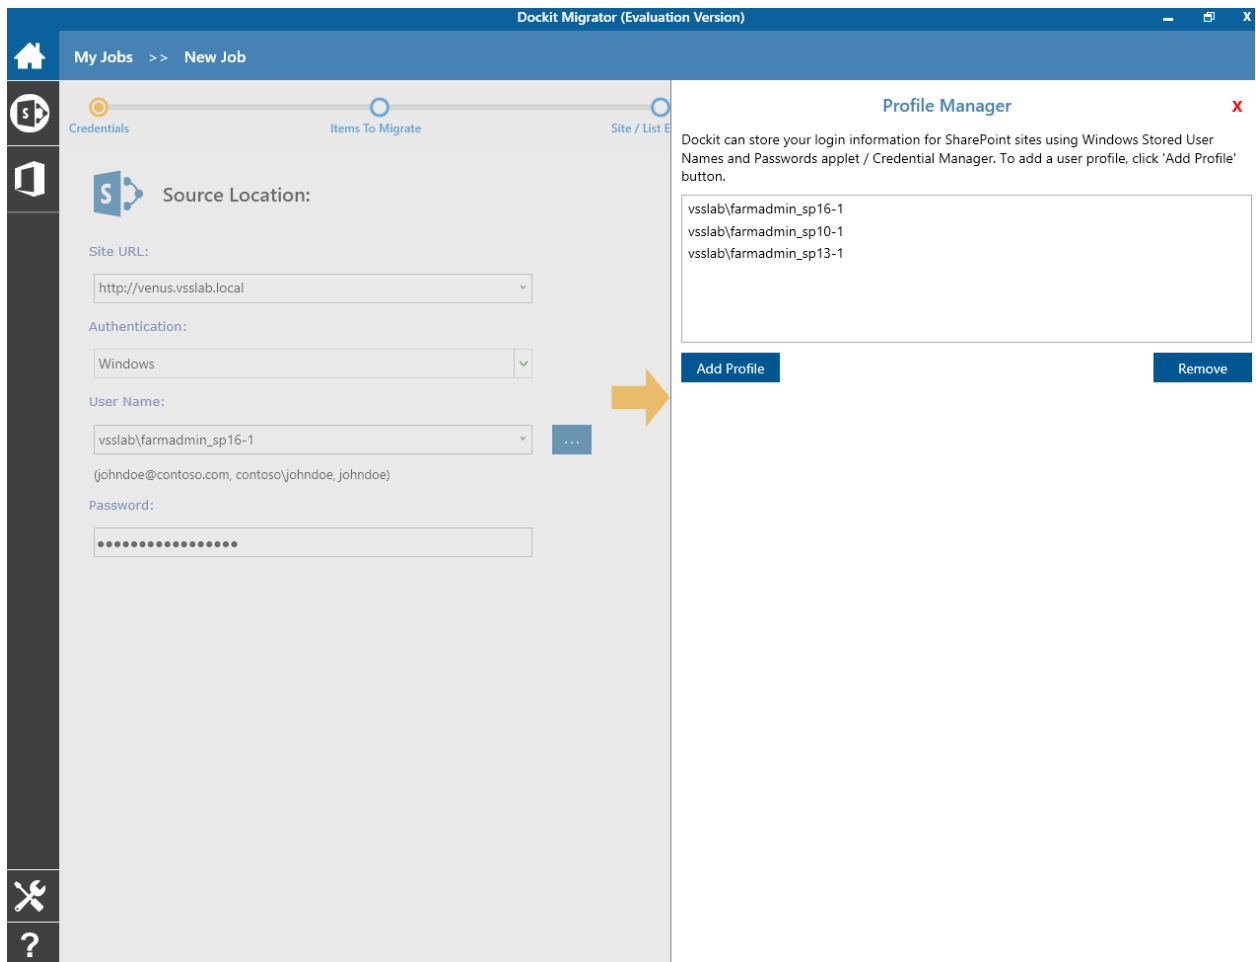 Dockit Migrator (Evaluation Version)
My Jobs >> New Job
Credentials
Items To Migrate
Site / List E
Source Location:
Site URL:
http://venus.vsslab.local
Authentication:
Windows
User Name:
vsslab\farmadmin_sp16-1
...
(johndoe@contoso.com, contoso\johndoe, johndoe)
Password:
•••••••••••••••••
Profile Manager
X
Dockit can store your login information for SharePoint sites using Windows Stored User
Names and Passwords applet / Credential Manager. To add a user profile, click 'Add Profile'
button.
vsslab\farmadmin_sp16-1
vsslab\farmadmin_sp10-1
vsslab\farmadmin_sp13-1
Add Profile
Remove